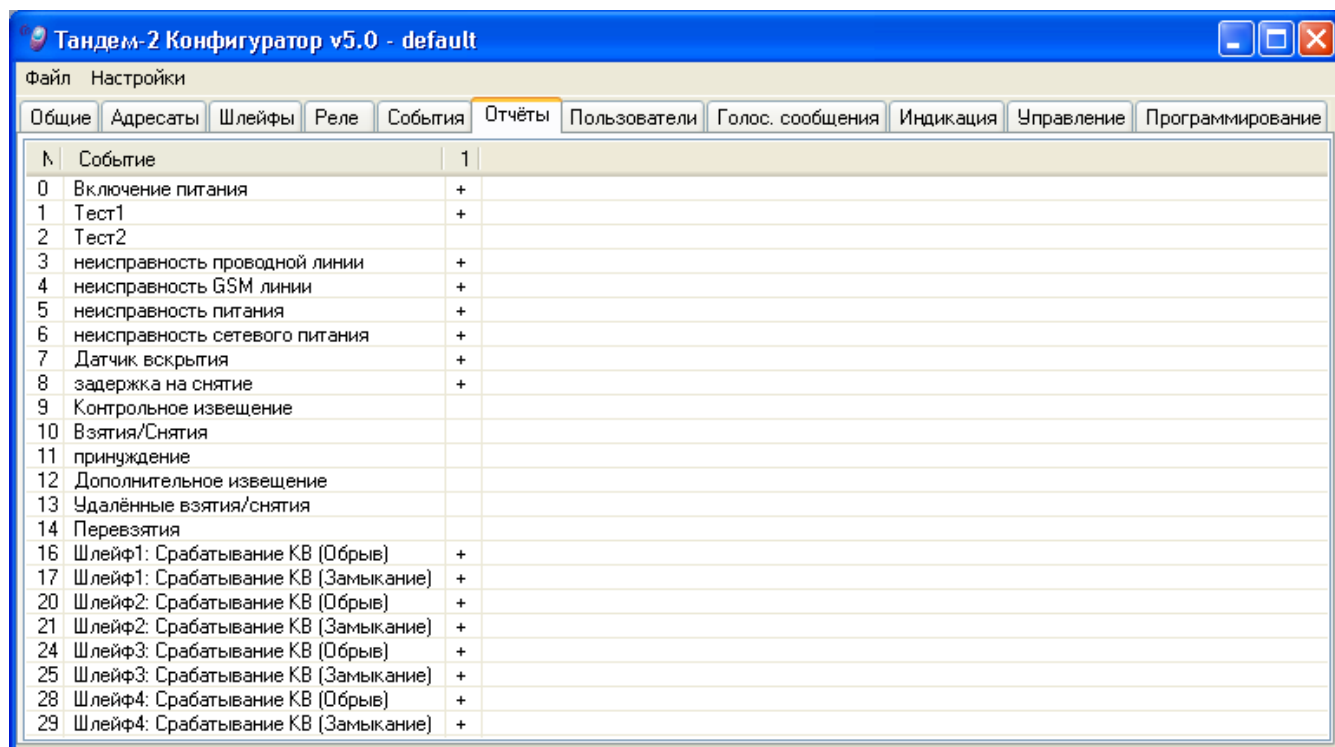 Тандем-2 Конфигуратор v5.0 - default
Файл Настройки
Общие Адресаты Шлейфы Реле События Отчёты Пользователи Голос. сообщения Индикация Управление Программирование
N Событие 1
0 Включение питания +
1 Тест1 +
2 Тест2
3 неисправность проводной линии +
4 неисправность GSM линии +
5 неисправность питания +
6 неисправность сетевого питания +
7 Датчик вскрытия +
8 задержка на снятие +
9 Контрольное извещение
10 Взятия/Снятия
11 принуждение
12 Дополнительное извещение
13 Удалённые взятия/снятия
14 Перевзятия
16 Шлейф1: Срабатывание КВ (Обрыв) +
17 Шлейф1: Срабатывание КВ (Замыкание) +
20 Шлейф2: Срабатывание КВ (Обрыв) +
21 Шлейф2: Срабатывание КВ (Замыкание) +
24 Шлейф3: Срабатывание КВ (Обрыв) +
25 Шлейф3: Срабатывание КВ (Замыкание) +
28 Шлейф4: Срабатывание КВ (Обрыв) +
29 Шлейф4: Срабатывание КВ (Замыкание) +